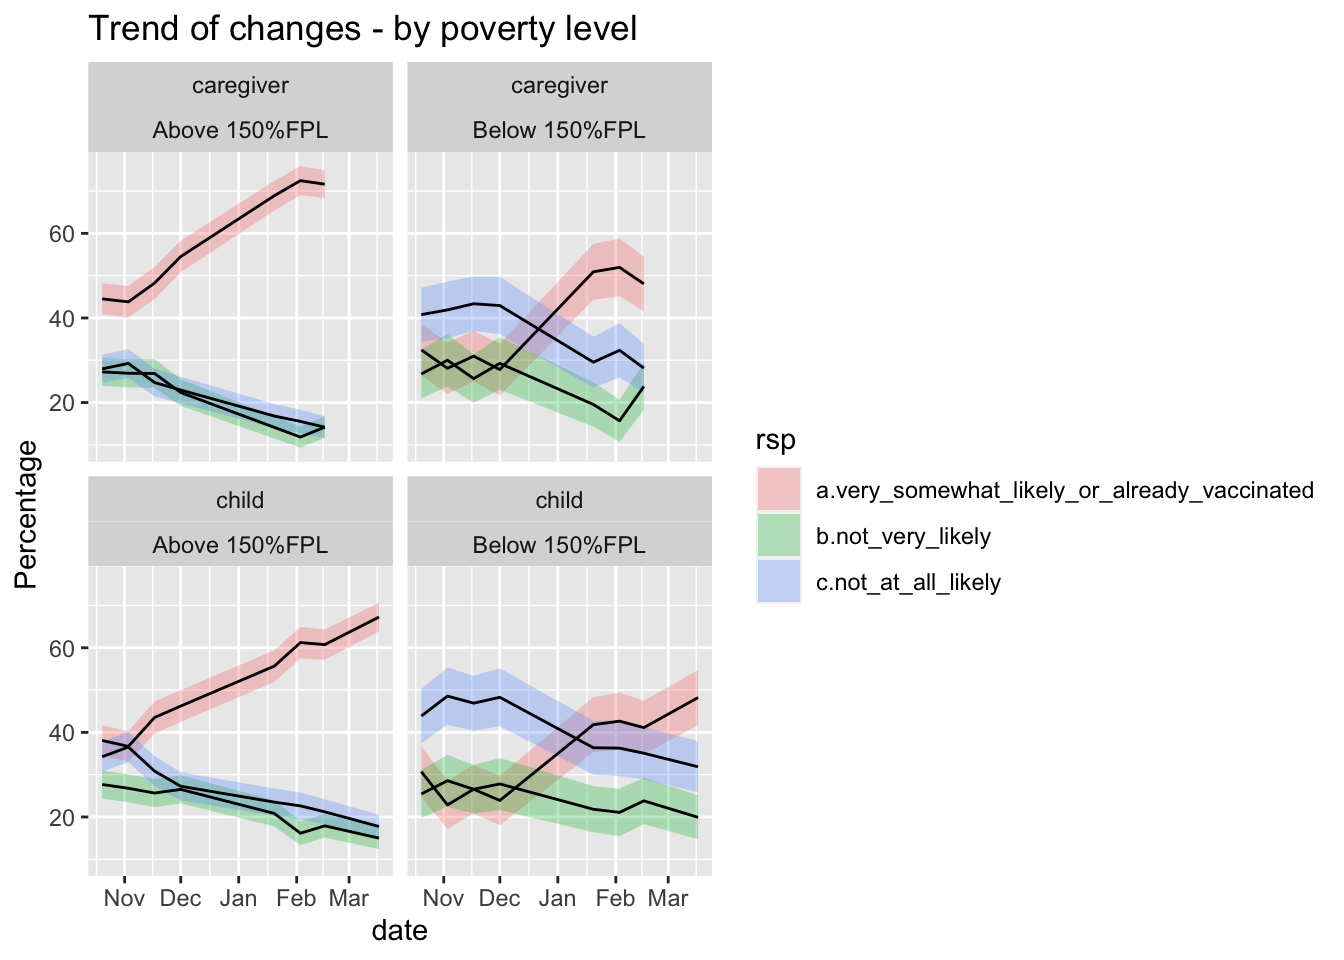 Trend of changes - by poverty level
caregiver
Above 150%FPL
caregiver
Below 150%FPL
60
40
20
child
Above 150%FPL
child
Below 150%FPL
60
40
20
Nov Dec Jan Feb Mar
Nov Dec Jan Feb Mar
date
Percentage
rsp
a.very_somewhat_likely_or_already_vaccinated
b.not_very_likely
c.not_at_all_likely